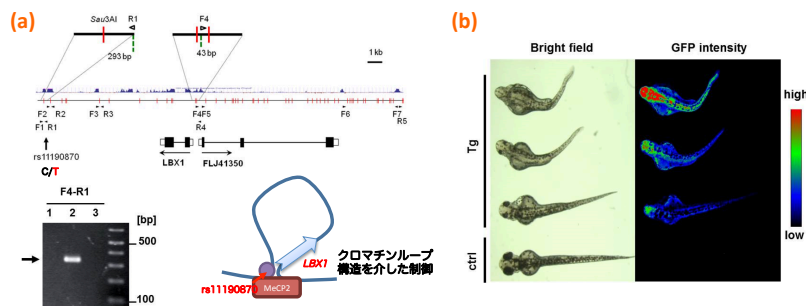 (a)
Sau3AI R1
F4
293 bp
43 bp
1 kb
F2 R2 F3 R3 F4 F5 F6 F7
F1 R1 R4 R5
rs11190870
C/T
LBX1 FLJ41350
F4-R1
1 2 3 [bp]
500
100
LBX1
クロマチンループ
構造を介した制御
rs11190870
MeCP2
(b)
Bright field GFP intensity
Tg
ctrl
high
low